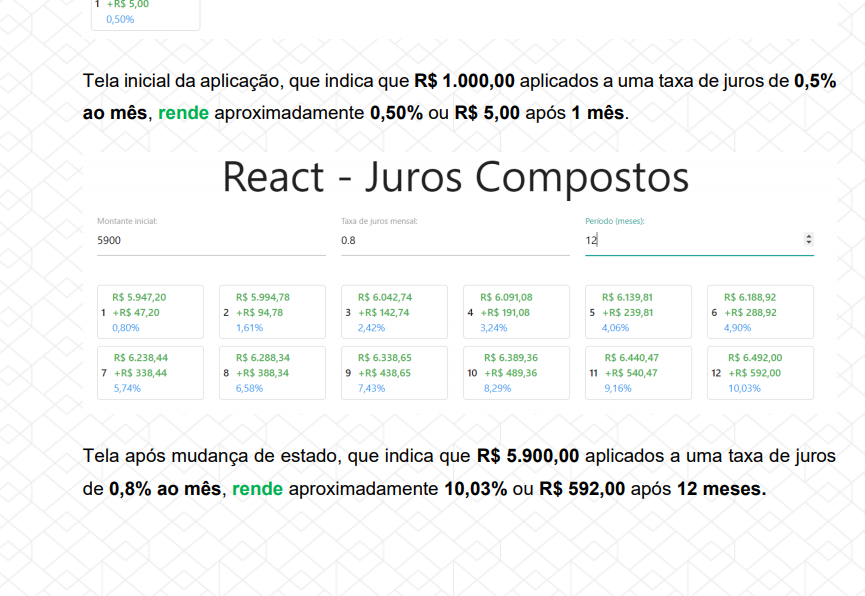 1 +R$ 5,00
0,50%
Tela inicial da aplicação, que indica que R$ 1.000,00 aplicados a uma taxa de juros de 0,5%
ao mês, rende aproximadamente 0,50% ou R$ 5,00 após 1 mês.
React - Juros Compostos
Montante inicial: Taxa de juros mensal: Período (meses):
5900 0.8 12
R$ 5.947,20 R$ 5.994,78 R$ 6.042,74 R$ 6.091,08 R$ 6.139,81 R$ 6.188,92
1 +R$ 47,20 2 +R$ 94,78 3 +R$ 142,74 4 +R$ 191,08 5 +R$ 239,81 6 +R$ 288,92
0,80% 1,61% 2,42% 3,24% 4,06% 4,90%
R$ 6.238,44 R$ 6.288,34 R$ 6.338,65 R$ 6.389,36 R$ 6.440,47 R$ 6.492,00
7 +R$ 338,44 8 +R$ 388,34 9 +R$ 438,65 10 +R$ 489,36 11 +R$ 540,47 12 +R$ 592,00
5,74% 6,58% 7,43% 8,29% 9,16% 10,03%
Tela após mudança de estado, que indica que R$ 5.900,00 aplicados a uma taxa de juros
de 0,8% ao mês, rende aproximadamente 10,03% ou R$ 592,00 após 12 meses.